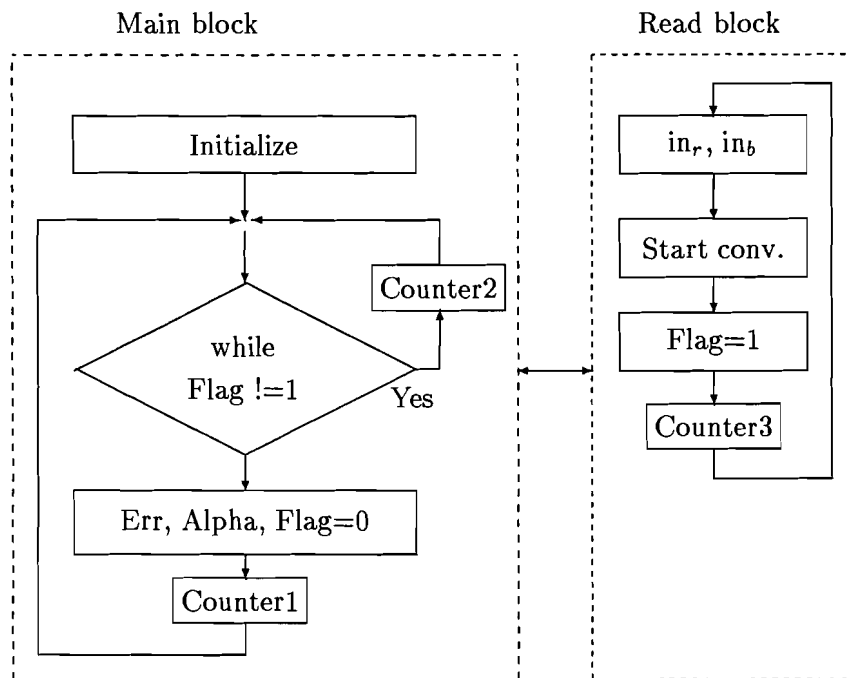 Main block
Initialize
Counter2
while
Flag !=1
Yes
Err, Alpha, Flag=0
Counter1
Read block
inᵣ, in_b
Start conv.
Flag=1
Counter3